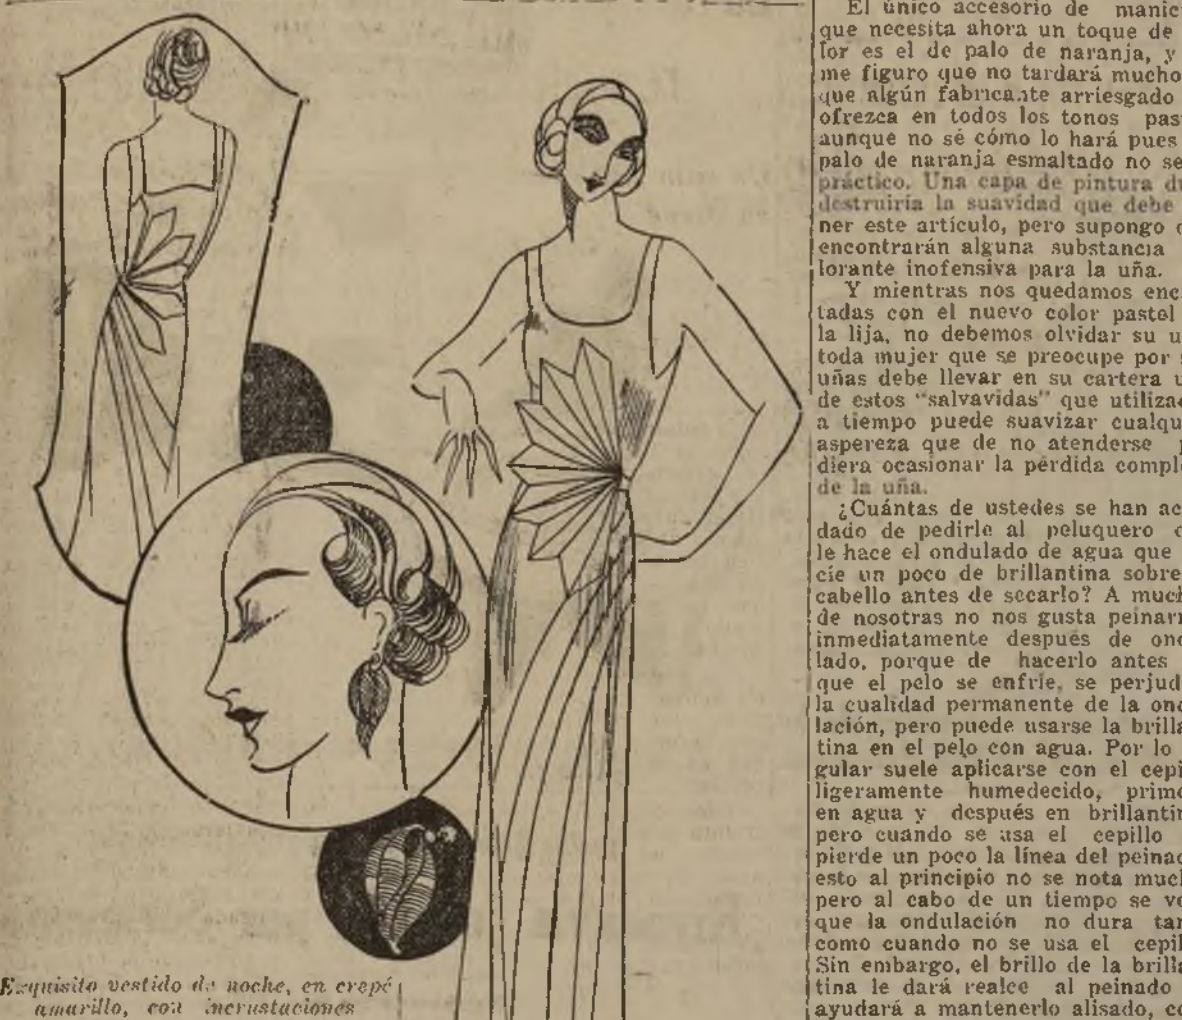 Exquisito vestido de noche, en crepé
amarillo, con incrustaciones
El único accesorio de manic
que necesita ahora un toque de
lor es el de palo de naranja, y
me figuro que no tardará mucho
que algún fabricante arriesgado
ofrezca en todos los tonos pas
aunque no sé cómo lo hará pues
palo de naranja esmaltado no se
práctico. Una capa de pintura du
destruiría la suavidad que debe
ner este artículo, pero supongo
encontrarán alguna substancia
lorante inofensiva para la uña.
Y mientras nos quedamos enc
tadas con el nuevo color pastel
la lija, no debemos olvidar su u
toda mujer que se preocupe por
uñas debe llevar en su cartera u
de estos "salvavidas" que utiliza
a tiempo puede suavizar cualqu
aspereza que de no atenderse
diera ocasionar la pérdida compl
de la uña.
¿Cuántas de ustedes se han ac
dado de pedirle al peluquero
le hace el ondulado de agua que
cie un poco de brillantina sobre
cabello antes de secarlo? A much
de nosotras no nos gusta peinar
inmediatamente después de on
lado, porque de hacerlo antes
que el pelo se enfríe, se perjud
la cualidad permanente de la on
lación, pero puede usarse la brilla
tina en el pelo con agua. Por lo
gular suele aplicarse con el cepi
ligeramente humedecido, prime
en agua y después en brillanti
pero cuando se usa el cepillo
pierde un poco la línea del peina
esto al principio no se nota muc
pero al cabo de un tiempo se ve
que la ondulación no dura tan
como cuando no se usa el cepil
Sin embargo, el brillo de la brilla
tina le dará realce al peinado
ayudará a mantenerlo alisado, c